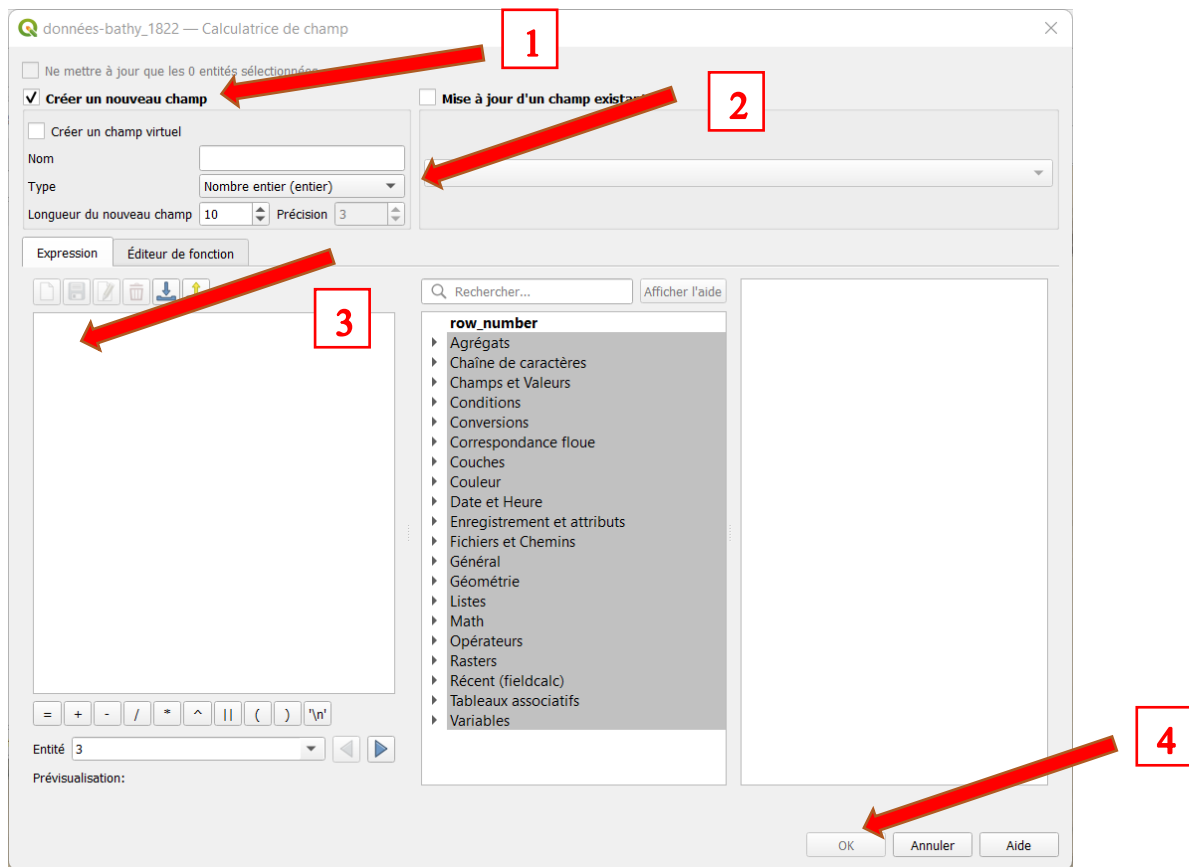 données-bathy_1822 — Calculatrice de champ
1
Ne mettre à jour que les 0 entités sélectionnées
Créer un nouveau champ
Mise à jour d'un champ existant
2
Créer un champ virtuel
Nom
Type Nombre entier (entier)
Longueur du nouveau champ 10 Précision 3
Expression Éditeur de fonction
3
Rechercher... Afficher l'aide
row_number
Agrégats
Chaîne de caractères
Champs et Valeurs
Conditions
Conversions
Correspondance floue
Couches
Couleur
Date et Heure
Enregistrement et attributs
Fichiers et Chemins
Général
Géométrie
Listes
Math
Opérateurs
Rasters
Récent (fieldcalc)
Tableaux associatifs
Variables
= + - / * ^ || ( ) '\n'
Entité 3
Prévisualisation:
4
OK Annuler Aide